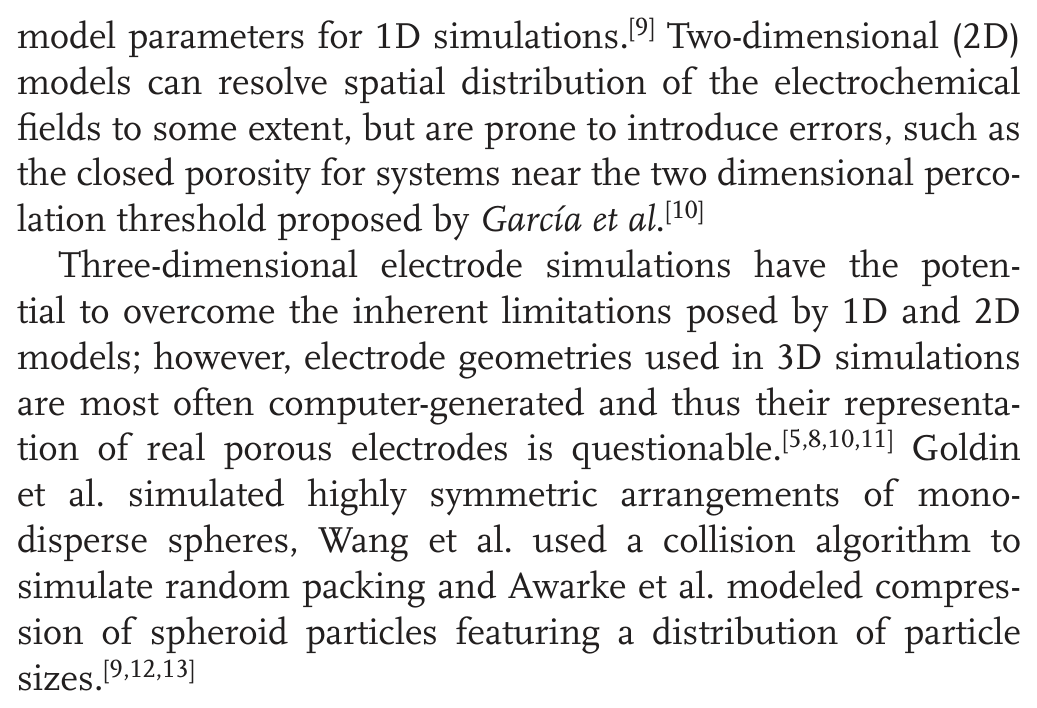 model parameters for 1D simulations.[9] Two-dimensional (2D)
models can resolve spatial distribution of the electrochemical
fields to some extent, but are prone to introduce errors, such as
the closed porosity for systems near the two dimensional perco-
lation threshold proposed by García et al.[10]
Three-dimensional electrode simulations have the poten-
tial to overcome the inherent limitations posed by 1D and 2D
models; however, electrode geometries used in 3D simulations
are most often computer-generated and thus their representa-
tion of real porous electrodes is questionable.[5,8,10,11] Goldin
et al. simulated highly symmetric arrangements of mono-
disperse spheres, Wang et al. used a collision algorithm to
simulate random packing and Awarke et al. modeled compres-
sion of spheroid particles featuring a distribution of particle
sizes.[9,12,13]